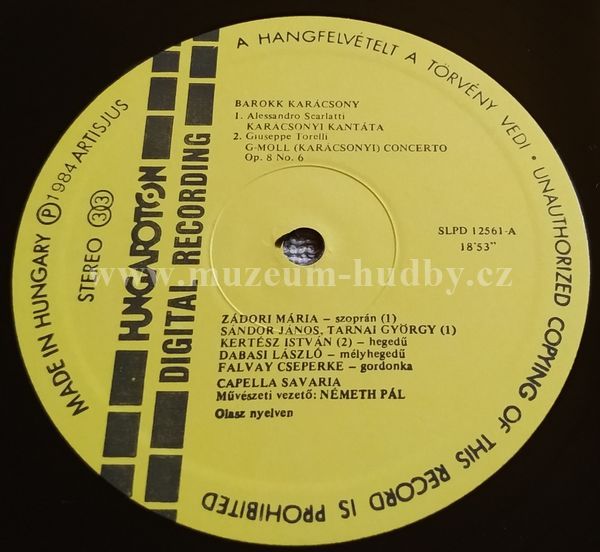 A HANGFELVÉTELT A TÖRVÉNY VÉDI • UNAUTHORIZED COPYING OF THIS RECORD IS PROHIBITED
MADE IN HUNGARY Ⓟ 1984 ARTISJUS
STEREO 33
HUNGAROTON
DIGITAL RECORDING
BAROKK KARÁCSONY
1. Alessandro Scarlatti
KARÁCSONYI KANTÁTA
2. Giuseppe Torelli
G-MOLL (KARÁCSONYI) CONCERTO
Op. 8 No. 6
SLPD 12561-A
18'53"
www.muzeum-hudby.cz
ZÁDORI MÁRIA – szoprán (1)
SÁNDOR JÁNOS, TARNAI GYÖRGY (1)
KERTÉSZ ISTVÁN (2) – hegedű
DABASI LÁSZLÓ – mélyhegedű
FALVAY CSEPERKE – gordonka
CAPELLA SAVARIA
Művészeti vezető: NÉMETH PÁL
Olasz nyelven